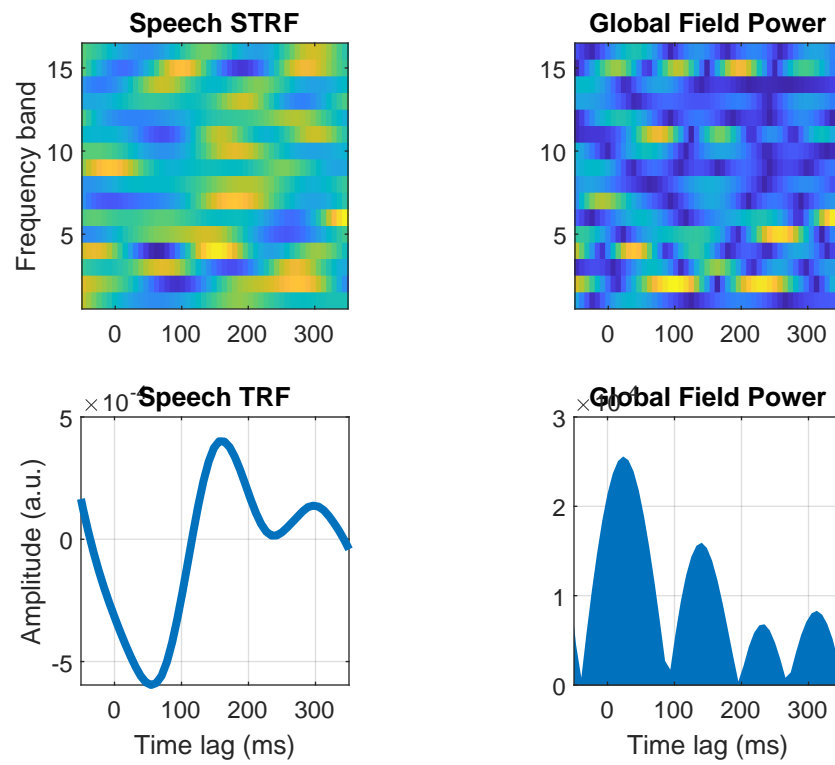 Speech STRF
Frequency band
15
10
5
0 100 200 300
Global Field Power
15
10
5
0 100 200 300
Speech TRF
×10-4
Amplitude (a.u.)
5
0
-5
0 100 200 300
Time lag (ms)
Global Field Power
3
2
1
0
0 100 200 300
Time lag (ms)